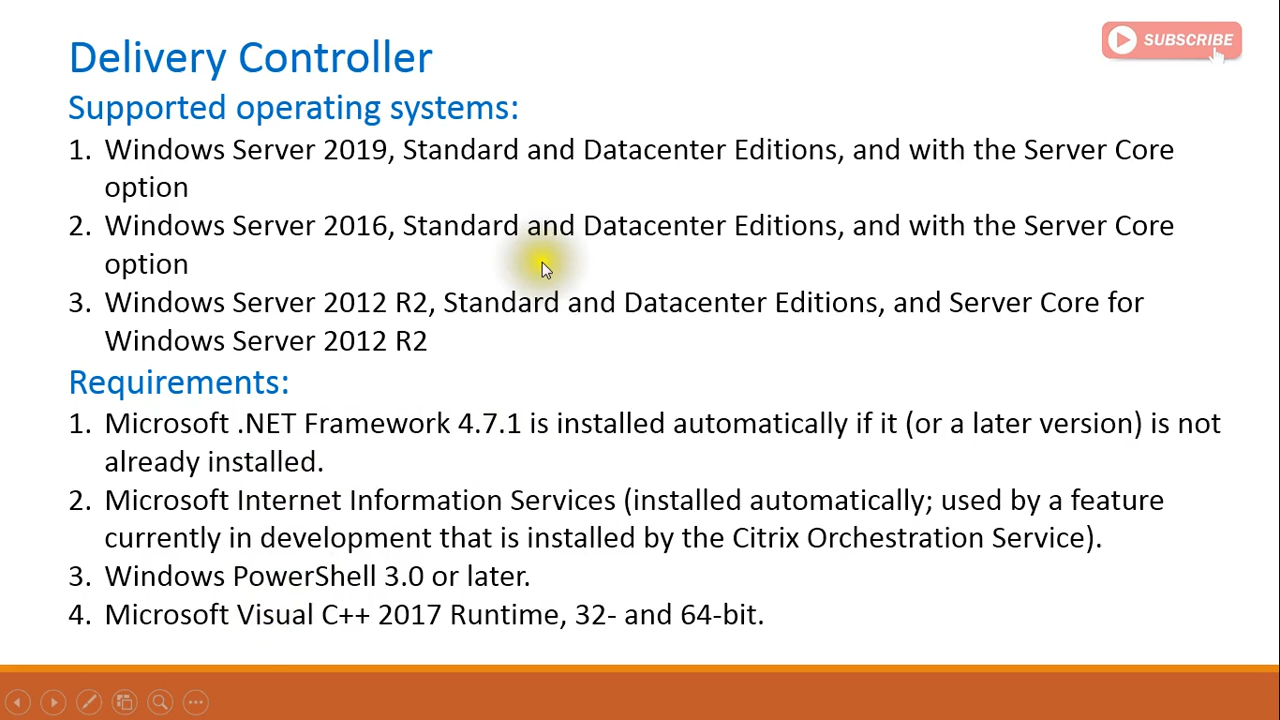 Delivery Controller
SUBSCRIBE
Supported operating systems:
1. Windows Server 2019, Standard and Datacenter Editions, and with the Server Core
option
2. Windows Server 2016, Standard and Datacenter Editions, and with the Server Core
option
3. Windows Server 2012 R2, Standard and Datacenter Editions, and Server Core for
Windows Server 2012 R2
Requirements:
1. Microsoft .NET Framework 4.7.1 is installed automatically if it (or a later version) is not
already installed.
2. Microsoft Internet Information Services (installed automatically; used by a feature
currently in development that is installed by the Citrix Orchestration Service).
3. Windows PowerShell 3.0 or later.
4. Microsoft Visual C++ 2017 Runtime, 32- and 64-bit.